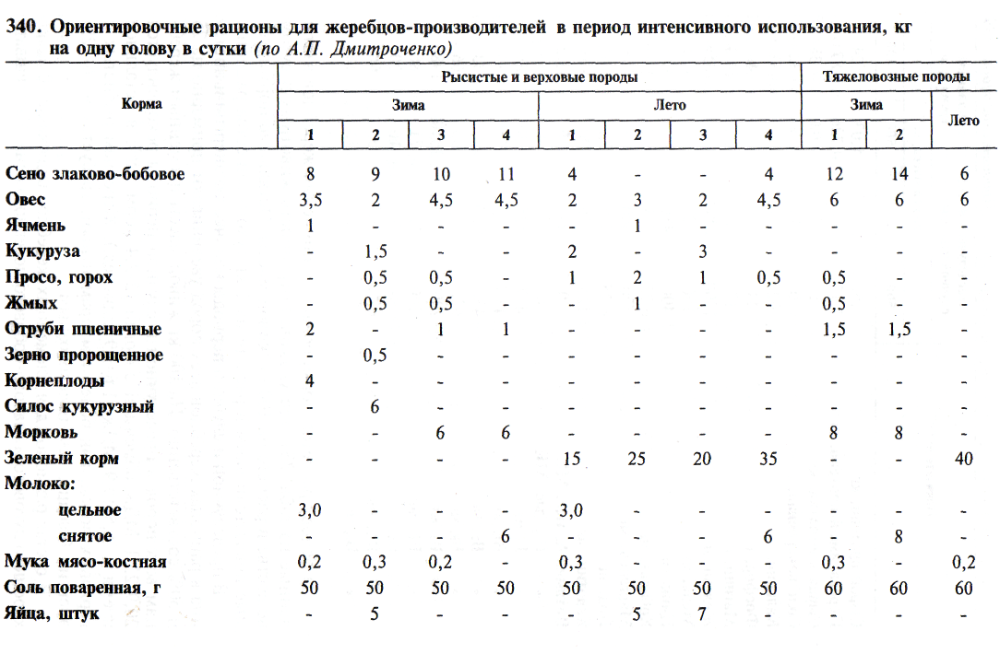 340. Ориентировочные рационы для жеребцов-производителей в период интенсивного использования, кг
на одну голову в сутки (по А.П. Дмитроченко)
Корма Рысистые и верховые породы Тяжеловозные породы
Зима Лето Зима Лето
1 2 3 4 1 2 3 4 1 2
Сено злаково-бобовое 8 9 10 11 4 - - 4 12 14 6
Овес 3,5 2 4,5 4,5 2 3 2 4,5 6 6 6
Ячмень 1 - - - - 1 - - - - -
Кукуруза - 1,5 - - 2 - 3 - - - -
Просо, горох - 0,5 0,5 - 1 2 1 0,5 0,5 - -
Жмых - 0,5 0,5 - - 1 - - 0,5 - -
Отруби пшеничные 2 - 1 1 - - - - 1,5 1,5 -
Зерно пророщенное - 0,5 - - - - - - - - -
Корнеплоды 4 - - - - - - - - - -
Силос кукурузный - 6 - - - - - - - - -
Морковь - - 6 6 - - - - 8 8 -
Зеленый корм - - - - 15 25 20 35 - - 40
Молоко:
цельное 3,0 - - - 3,0 - - - - - -
снятое - - - 6 - - - 6 - 8 -
Мука мясо-костная 0,2 0,3 0,2 - 0,3 - - - 0,3 - 0,2
Соль поваренная, г 50 50 50 50 50 50 50 50 60 60 60
Яйца, штук - 5 - - - 5 7 - - - -